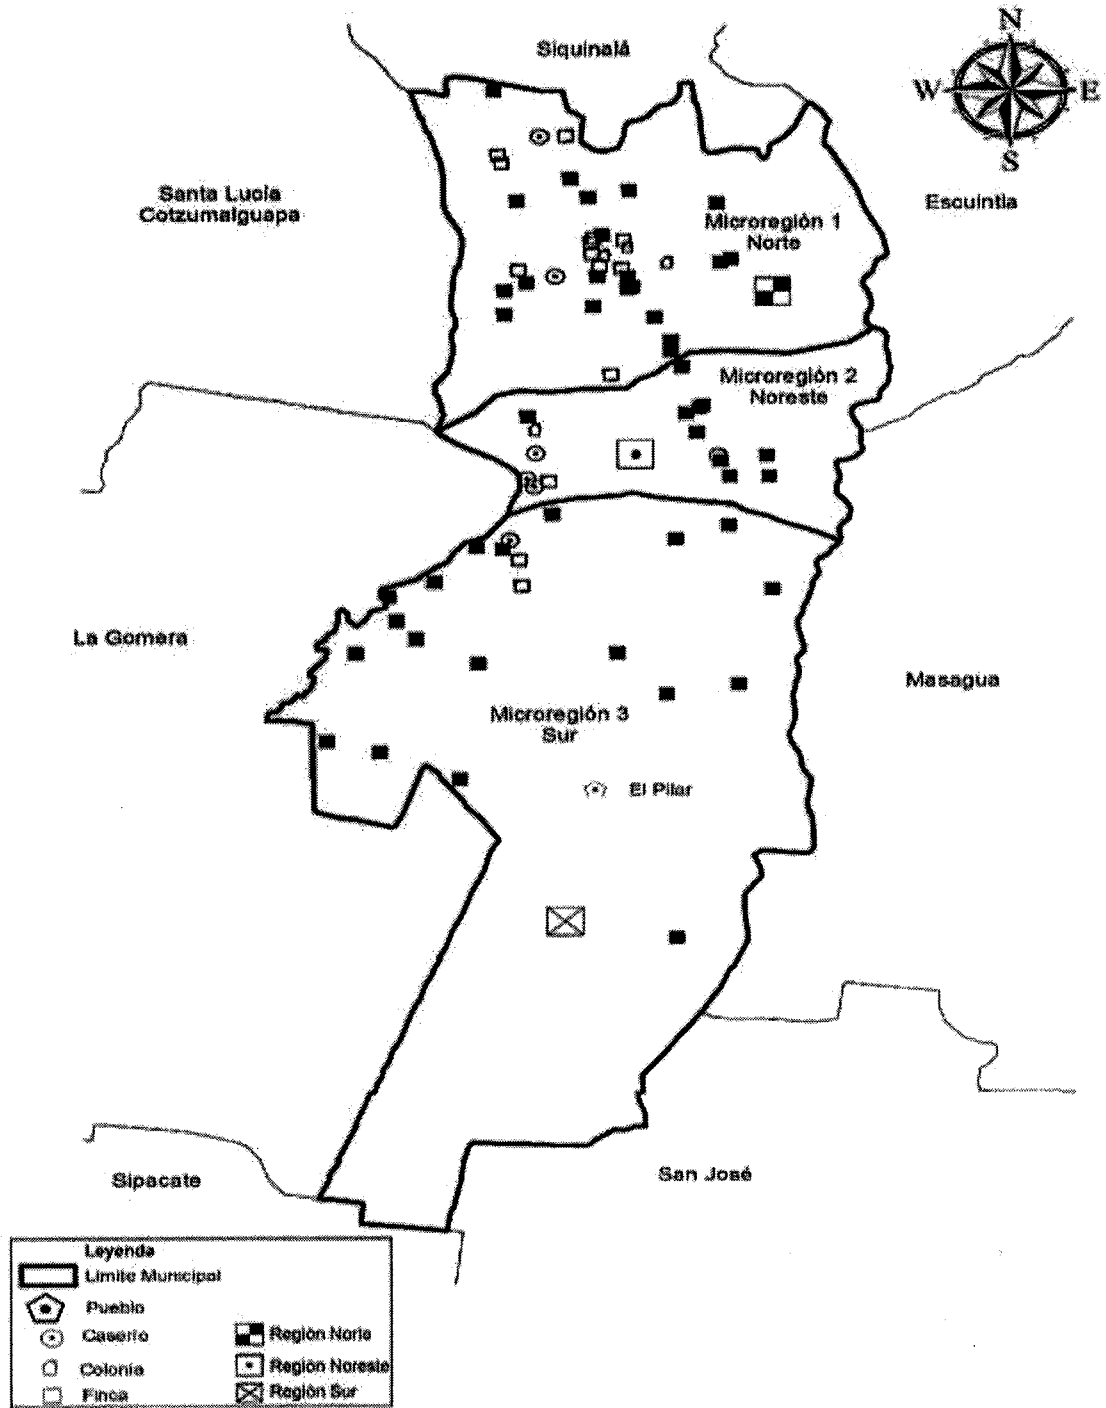 N
Siquinalá
W
E
S
Santa Lucía
Cotzumalguapa
Escuintla
Microregión 1
Norte
Microregión 2
Noreste
La Gomera
Masagua
Microregión 3
Sur
El Pilar
Sipacate
San José
Leyenda
Límite Municipal
Pueblo
Caserío
Región Norte
Colonia
Región Noreste
Finca
Región Sur